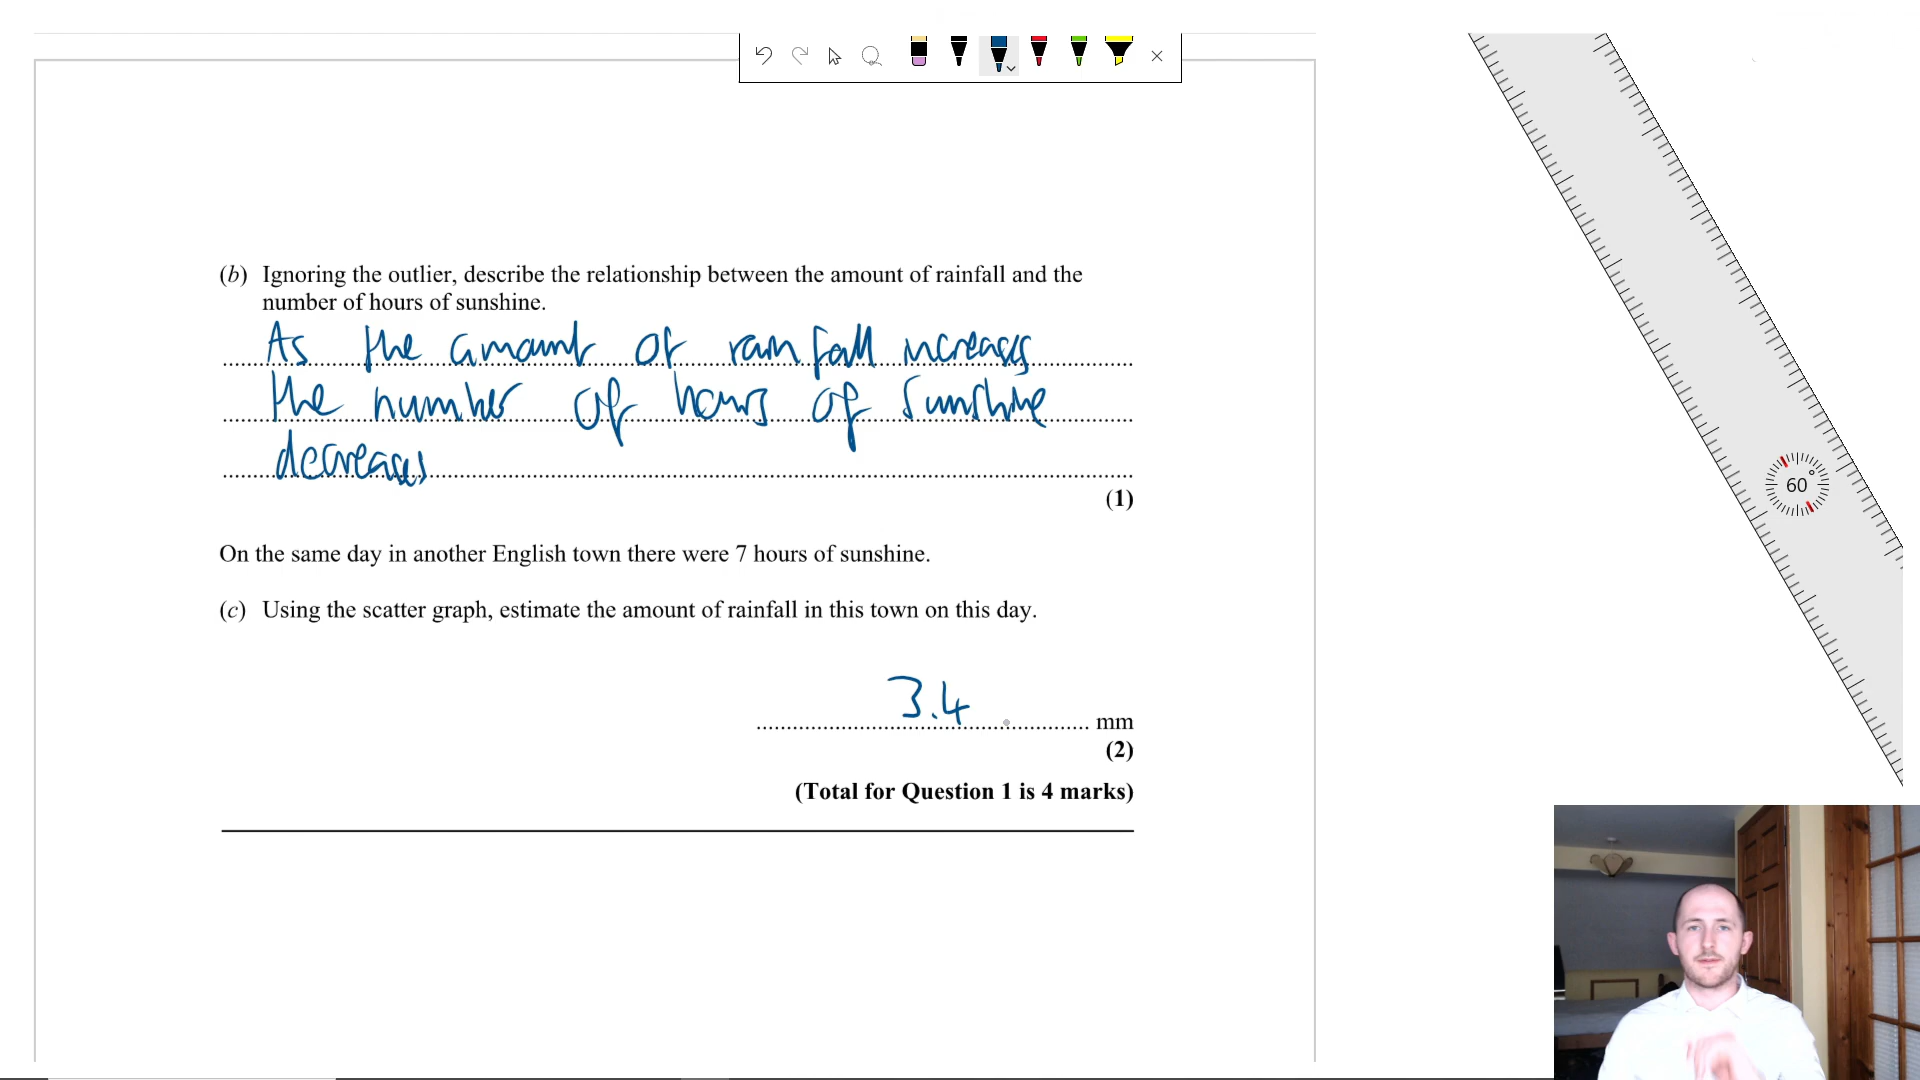 (b) Ignoring the outlier, describe the relationship between the amount of rainfall and the
number of hours of sunshine.
As the amount of rainfall increases
the number of hours of sunshine
decreases
(1)
On the same day in another English town there were 7 hours of sunshine.
(c) Using the scatter graph, estimate the amount of rainfall in this town on this day.
3.4 mm
(2)
(Total for Question 1 is 4 marks)
60°